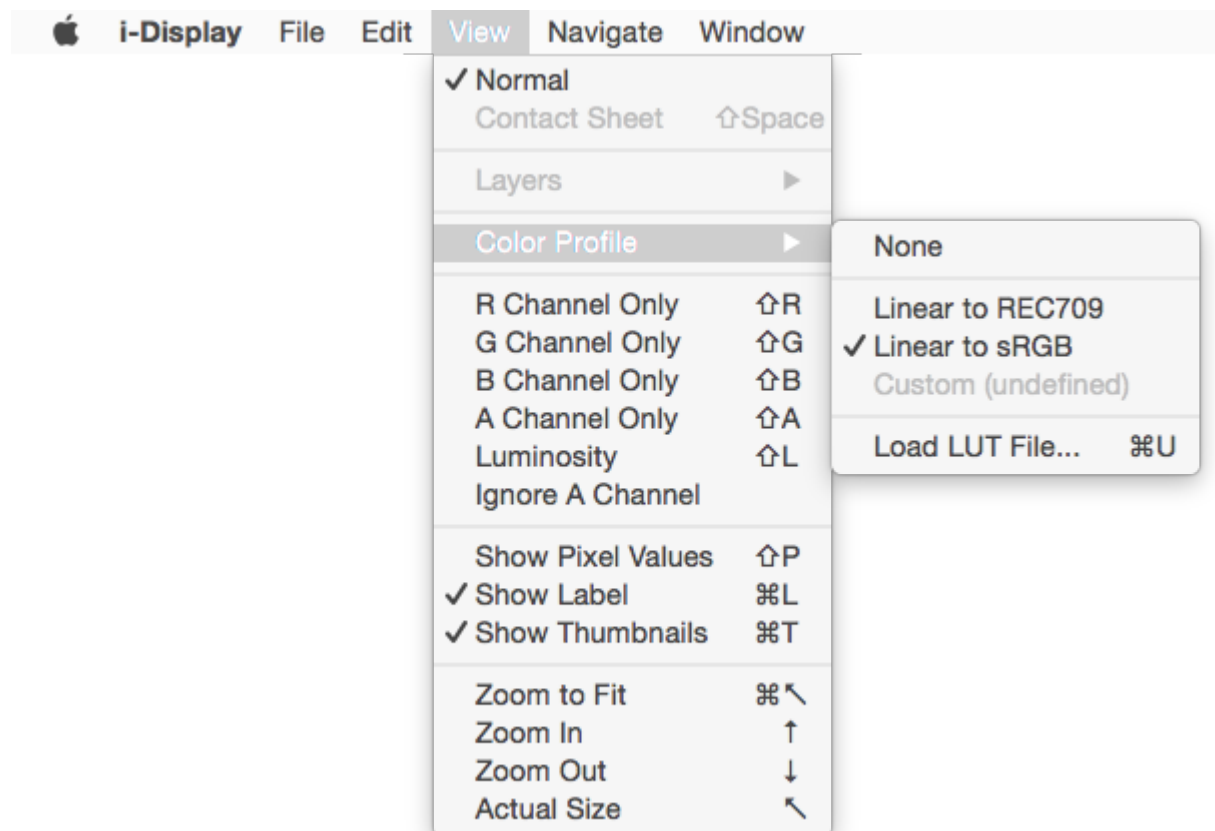 i-Display File Edit View Navigate Window
✓ Normal
Contact Sheet ⇧Space
Layers ▶
Color Profile ▶
R Channel Only ⇧R
G Channel Only ⇧G
B Channel Only ⇧B
A Channel Only ⇧A
Luminosity ⇧L
Ignore A Channel
Show Pixel Values ⇧P
✓ Show Label ⌘L
✓ Show Thumbnails ⌘T
Zoom to Fit ⌘↖
Zoom In ↑
Zoom Out ↓
Actual Size ↖
None
Linear to REC709
✓ Linear to sRGB
Custom (undefined)
Load LUT File... ⌘U